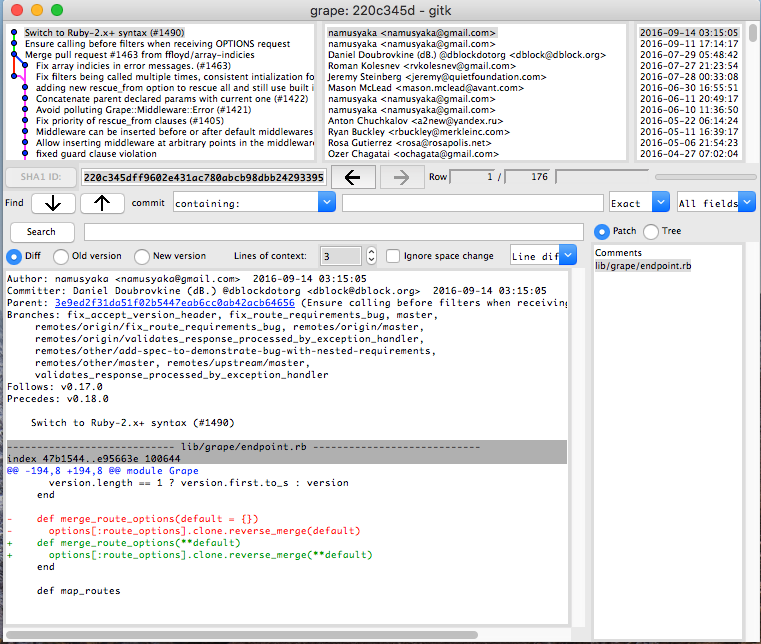 grape: 220c345d - gitk
Switch to Ruby-2.x+ syntax (#1490) namusyaka <namusyaka@gmail.com> 2016-09-14 03:15:05
Ensure calling before filters when receiving OPTIONS request namusyaka <namusyaka@gmail.com> 2016-09-11 17:14:17
Merge pull request #1463 from ffloyd/array-indicies Daniel Doubrovkine (dB.) @dblockdotorg <dblock@dblock.org> 2016-07-29 05:48:42
Fix array indicies in error messages. (#1463) Roman Kolesnev <rvkolesnev@gmail.com> 2016-07-27 21:23:54
Fix filters being called multiple times, consistent intialization fo Jeremy Steinberg <jeremy@quietfoundation.com> 2016-07-28 00:33:08
adding new rescue_from option to rescue all and still use built i Mason McLead <mason.mclead@avant.com> 2016-06-30 16:55:51
Concatenate parent declared params with current one (#1422) namusyaka <namusyaka@gmail.com> 2016-06-11 20:49:17
Avoid polluting Grape::Middleware::Error (#1421) namusyaka <namusyaka@gmail.com> 2016-06-10 11:36:50
Fix priority of rescue_from clauses (#1405) Anton Chuchkalov <a2new@yandex.ru> 2016-05-22 06:14:24
Middleware can be inserted before or after default middlewares Ryan Buckley <rbuckley@merkleinc.com> 2016-05-11 16:39:17
Allow inserting middleware at arbitrary points in the middlewar Rosa Gutierrez <rosa@rosapolis.net> 2016-05-06 21:54:23
fixed guard clause violation Ozer Chagatai <ochagata@gmail.com> 2016-04-27 07:02:04
SHA1 ID: 220c345dff9602e431ac780abcb98dbb24293395 Row 1 / 176
Find commit containing: Exact All fields
Search
Patch Tree
Diff Old version New version Lines of context: 3 Ignore space change Line dif
Comments
lib/grape/endpoint.rb
Author: namusyaka <namusyaka@gmail.com> 2016-09-14 03:15:05
Committer: Daniel Doubrovkine (dB.) @dblockdotorg <dblock@dblock.org> 2016-09-14 03:15:05
Parent: 3e9ed2f31da51f02b5447eab6cc0ab42acb64656 (Ensure calling before filters when receiving
Branches: fix_accept_version_header, fix_route_requirements_bug, master,
remotes/origin/fix_route_requirements_bug, remotes/origin/master,
remotes/origin/validates_response_processed_by_exception_handler,
remotes/other/add-spec-to-demonstrate-bug-with-nested-requirements,
remotes/other/master, remotes/upstream/master,
validates_response_processed_by_exception_handler
Follows: v0.17.0
Precedes: v0.18.0
Switch to Ruby-2.x+ syntax (#1490)
---------------------------- lib/grape/endpoint.rb ----------------------------
index 47b1544..e95663e 100644
@@ -194,8 +194,8 @@ module Grape
version.length == 1 ? version.first.to_s : version
end
- def merge_route_options(default = {})
- options[:route_options].clone.reverse_merge(default)
+ def merge_route_options(**default)
+ options[:route_options].clone.reverse_merge(**default)
end
def map_routes